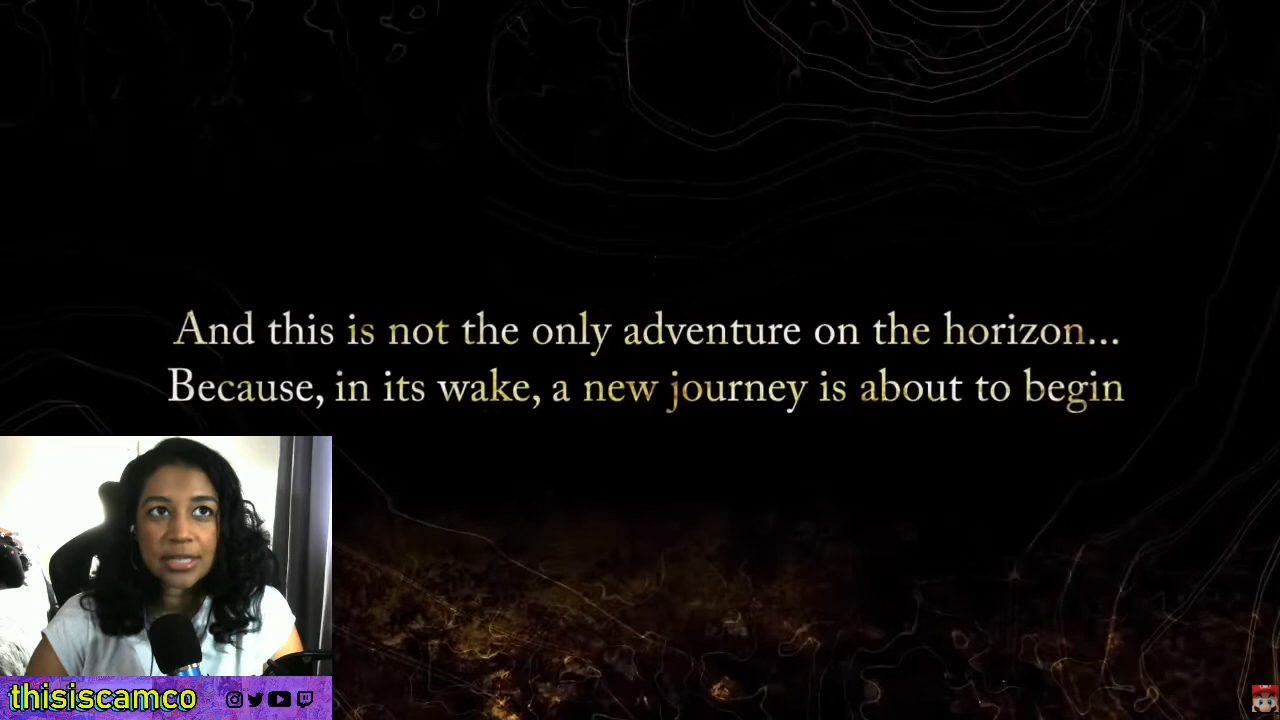 And this is not the only adventure on the horizon...
Because, in its wake, a new journey is about to begin
thisiscamco